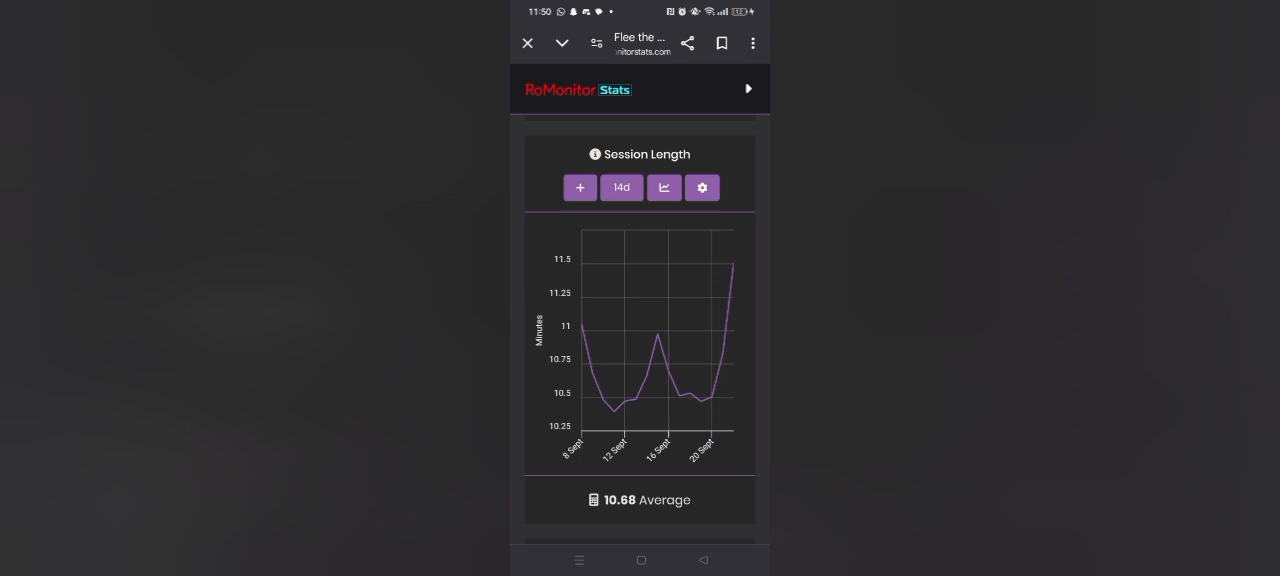 11:50
12
Flee the ...
nitorstats.com
RoMonitor Stats
Session Length
14d
11.5
11.25
11
10.75
10.5
10.25
Minutes
8 Sept
12 Sept
16 Sept
20 Sept
10.68 Average